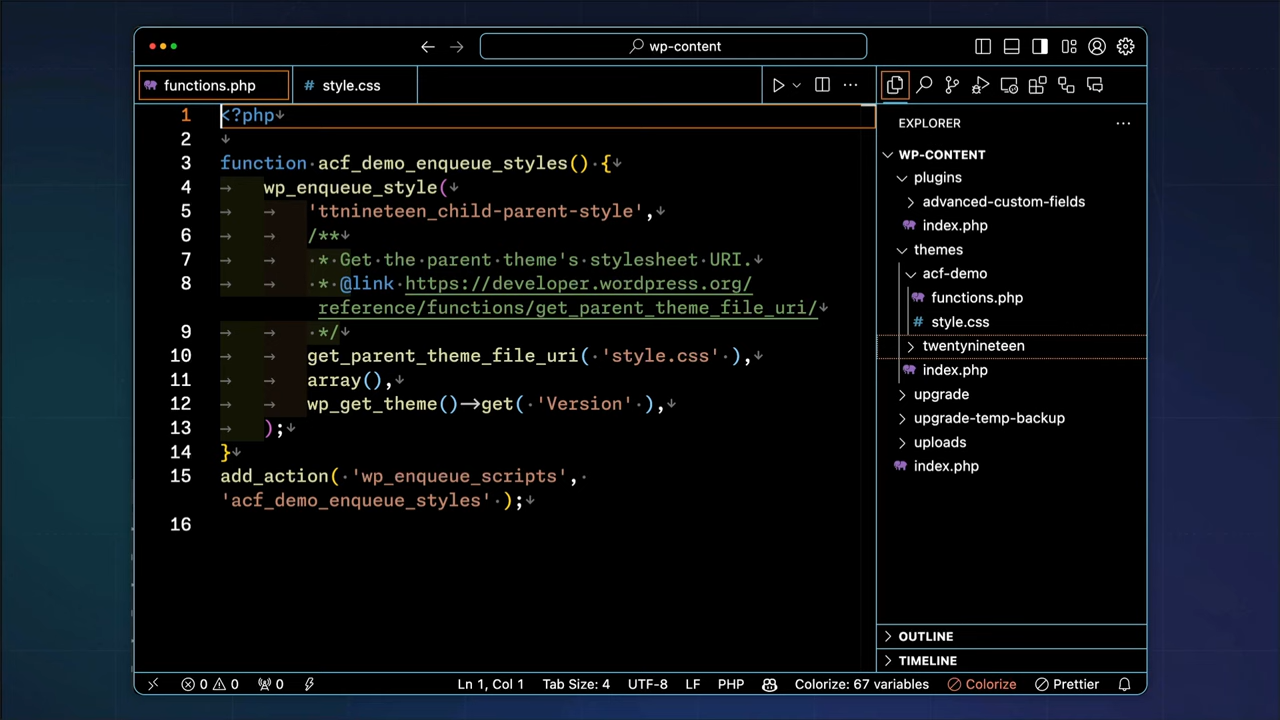 wp-content
functions.php
# style.css
1 <?php
2
3 function acf_demo_enqueue_styles() {
4 wp_enqueue_style(
5 'ttnineteen_child-parent-style',
6 /**
7 * Get the parent theme's stylesheet URI.
8 * @link https://developer.wordpress.org/
reference/functions/get_parent_theme_file_uri/
9 */
10 get_parent_theme_file_uri( 'style.css' ),
11 array(),
12 wp_get_theme()->get( 'Version' ),
13 );
14 }
15 add_action( 'wp_enqueue_scripts',
'acf_demo_enqueue_styles' );
16
EXPLORER
WP-CONTENT
plugins
advanced-custom-fields
index.php
themes
acf-demo
functions.php
# style.css
twentynineteen
index.php
upgrade
upgrade-temp-backup
uploads
index.php
OUTLINE
TIMELINE
0 0 0 Ln 1, Col 1 Tab Size: 4 UTF-8 LF PHP Colorize: 67 variables Colorize Prettier